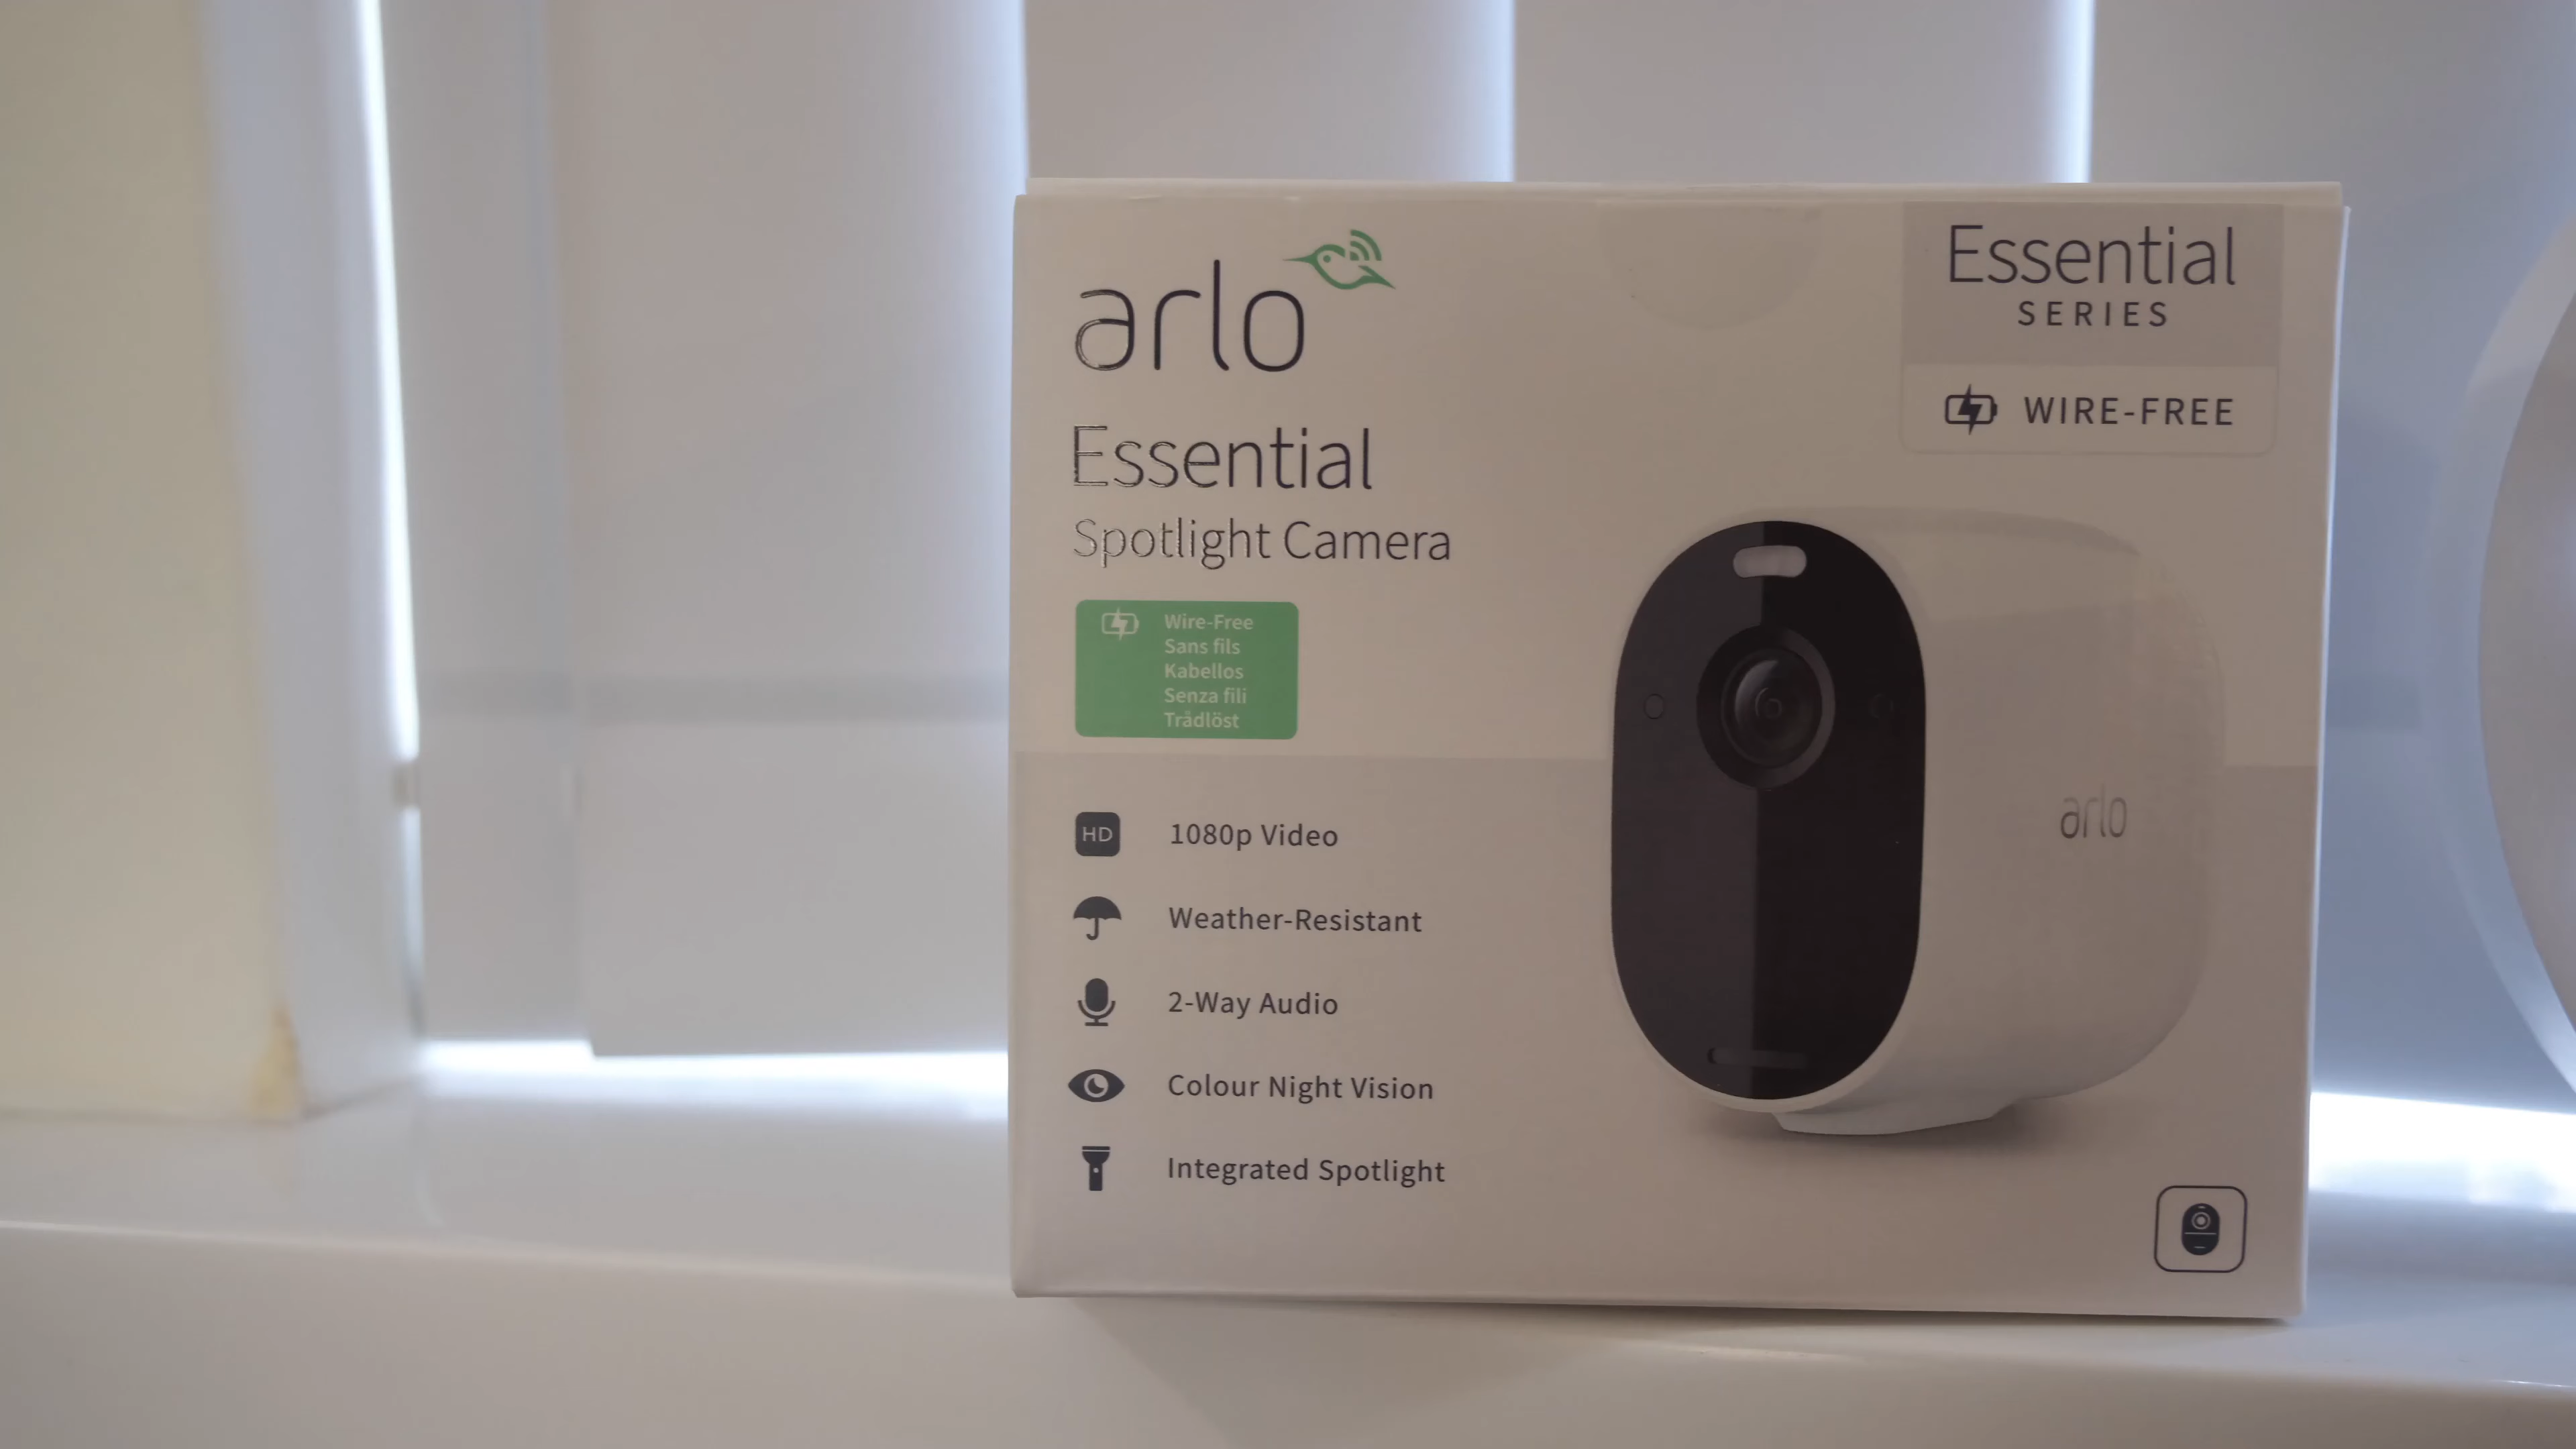 arlo
Essential
SERIES
WIRE-FREE
Essential
Spotlight Camera
Wire-Free
Sans fils
Kabellos
Senza fili
Trådlöst
HD
1080p Video
Weather-Resistant
2-Way Audio
Colour Night Vision
Integrated Spotlight
arlo